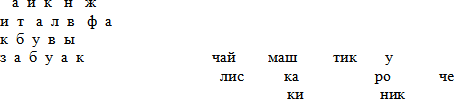 а й к н ж
и т а л в ф а
к б у в ы
з а б у а к чай маш тик у
лис ка ро че
ки ник